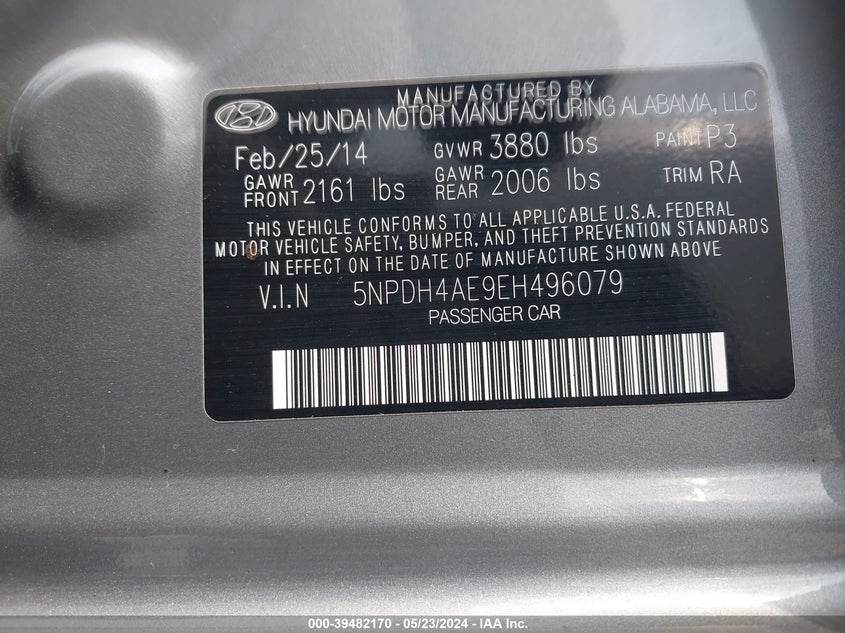 MANUFACTURED BY
HYUNDAI MOTOR MANUFACTURING ALABAMA, LLC
Feb/25/14 GVWR 3880 lbs PAINT P3
GAWR FRONT 2161 lbs GAWR REAR 2006 lbs TRIM RA
THIS VEHICLE CONFORMS TO ALL APPLICABLE U.S.A. FEDERAL
MOTOR VEHICLE SAFETY, BUMPER, AND THEFT PREVENTION STANDARDS
IN EFFECT ON THE DATE OF MANUFACTURE SHOWN ABOVE
V.I.N 5NPDH4AE9EH496079
PASSENGER CAR
000-39482170 - 05/23/2024 - IAA Inc.